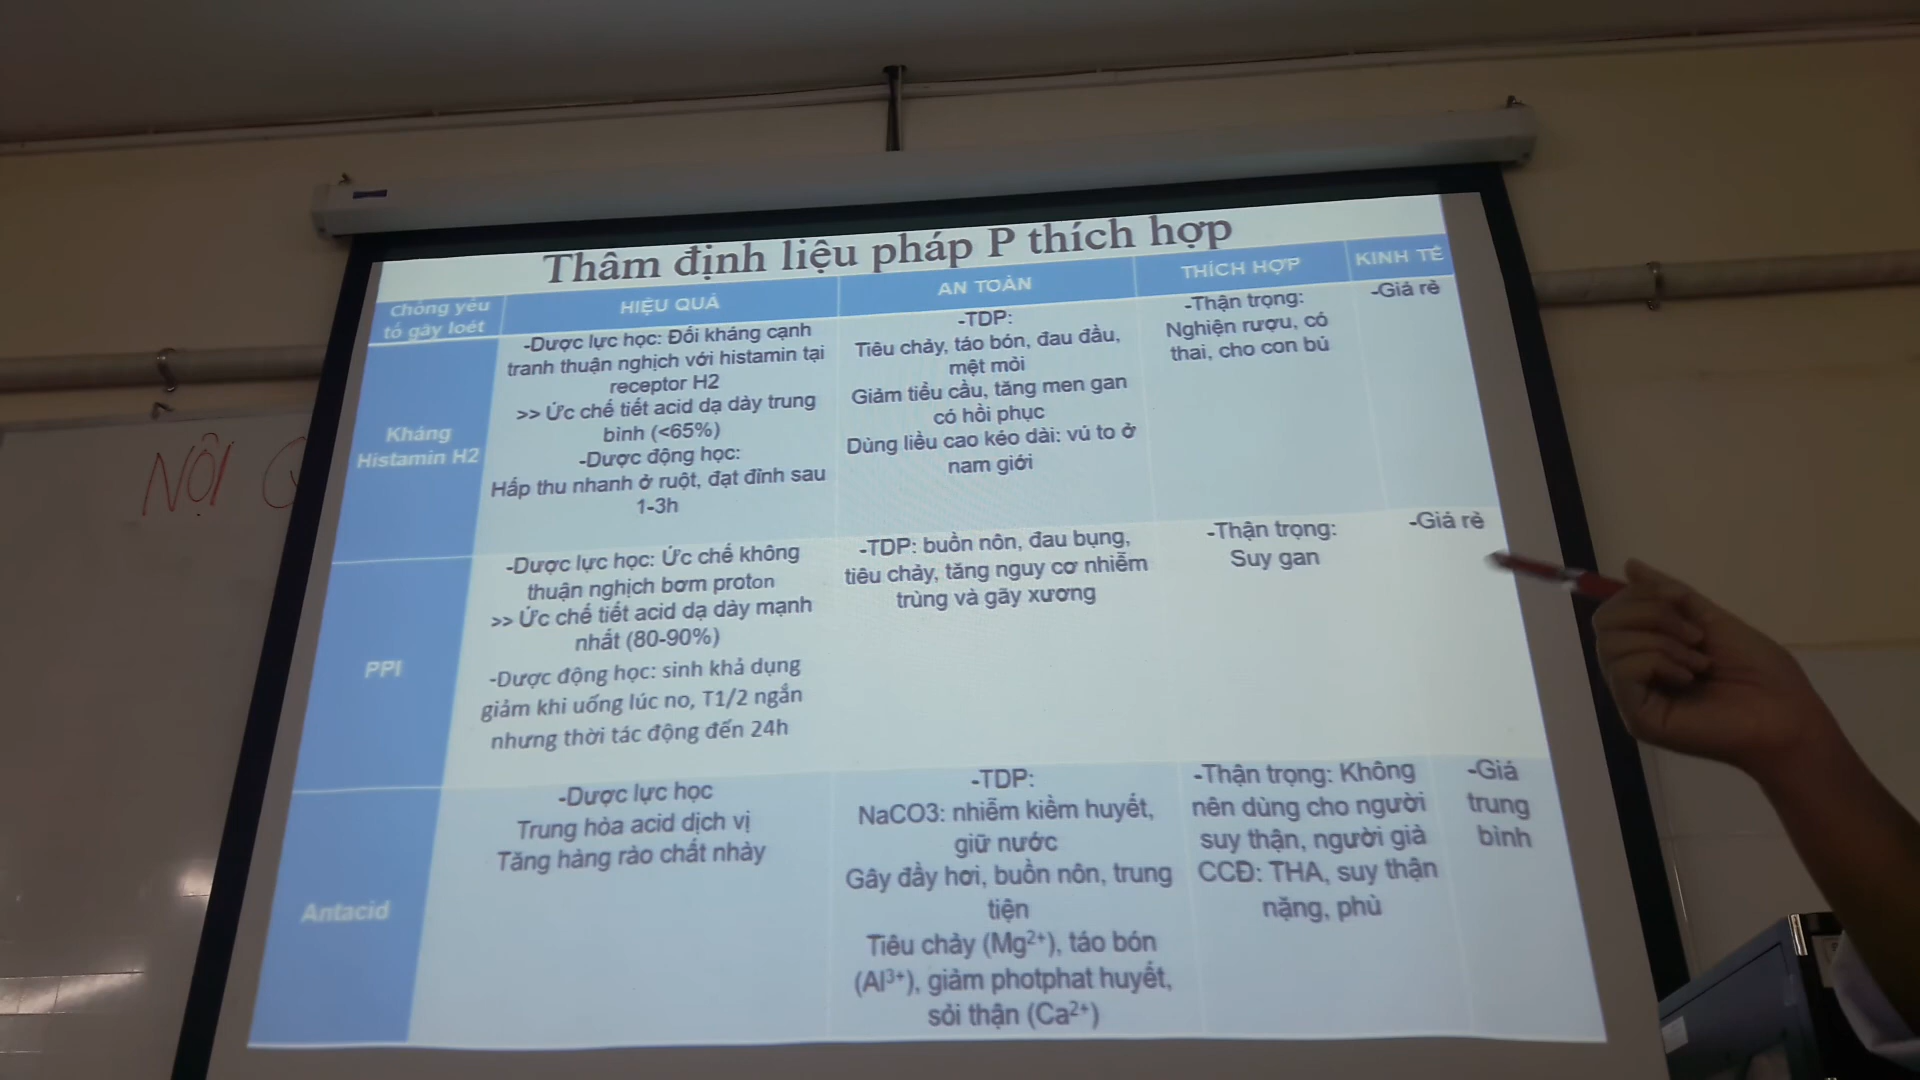 Thẩm định liệu pháp P thích hợp
Chống yếu
tố gây loét
HIỆU QUẢ
AN TOÀN
THÍCH HỢP
KINH TẾ
Kháng
Histamin H2
-Dược lực học: Đối kháng cạnh
tranh thuận nghịch với histamin tại
receptor H2
>> Ức chế tiết acid dạ dày trung
bình (<65%)
-Dược động học:
Hấp thu nhanh ở ruột, đạt đỉnh sau
1-3h
-TDP:
Tiêu chảy, táo bón, đau đầu,
mệt mỏi
Giảm tiểu cầu, tăng men gan
có hồi phục
Dùng liều cao kéo dài: vú to ở
nam giới
-Thận trọng:
Nghiện rượu, có
thai, cho con bú
-Giá rẻ
PPI
-Dược lực học: Ức chế không
thuận nghịch bơm proton
>> Ức chế tiết acid dạ dày mạnh
nhất (80-90%)
-Dược động học: sinh khả dụng
giảm khi uống lúc no, T1/2 ngắn
nhưng thời tác động đến 24h
-TDP: buồn nôn, đau bụng,
tiêu chảy, tăng nguy cơ nhiễm
trùng và gãy xương
-Thận trọng:
Suy gan
-Giá rẻ
Antacid
-Dược lực học
Trung hòa acid dịch vị
Tăng hàng rào chất nhày
-TDP:
NaCO3: nhiễm kiềm huyết,
giữ nước
Gây đầy hơi, buồn nôn, trung
tiện
Tiêu chảy (Mg²⁺), táo bón
(Al³⁺), giảm photphat huyết,
sỏi thận (Ca²⁺)
-Thận trọng: Không
nên dùng cho người
suy thận, người già
CCĐ: THA, suy thận
nặng, phù
-Giá
trung
bình
NỘI